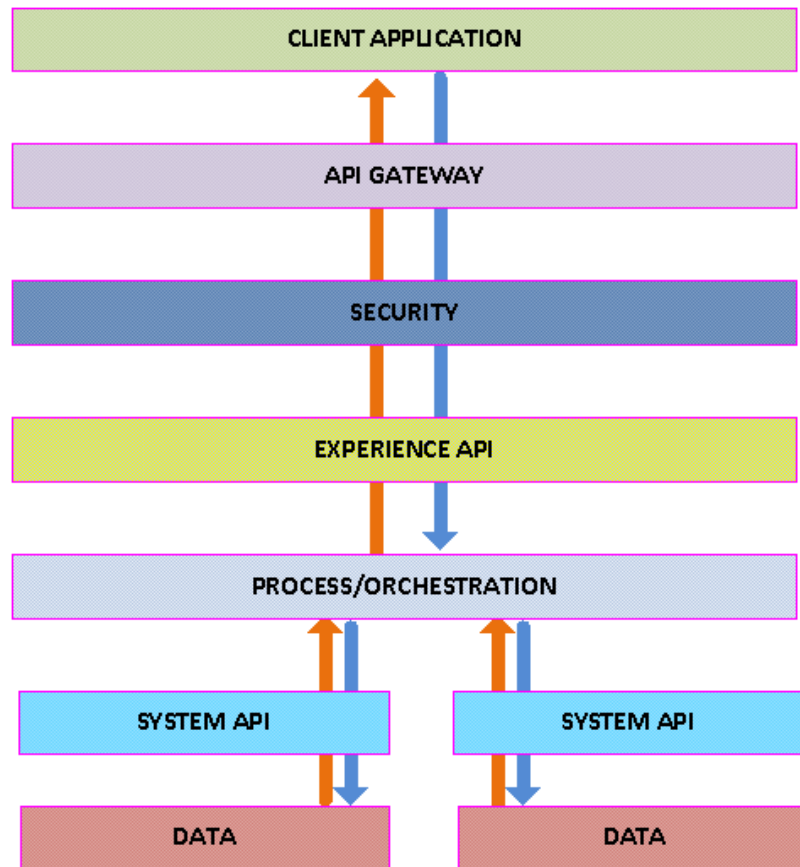 CLIENT APPLICATION
API GATEWAY
SECURITY
EXPERIENCE API
PROCESS/ORCHESTRATION
SYSTEM API
SYSTEM API
DATA
DATA